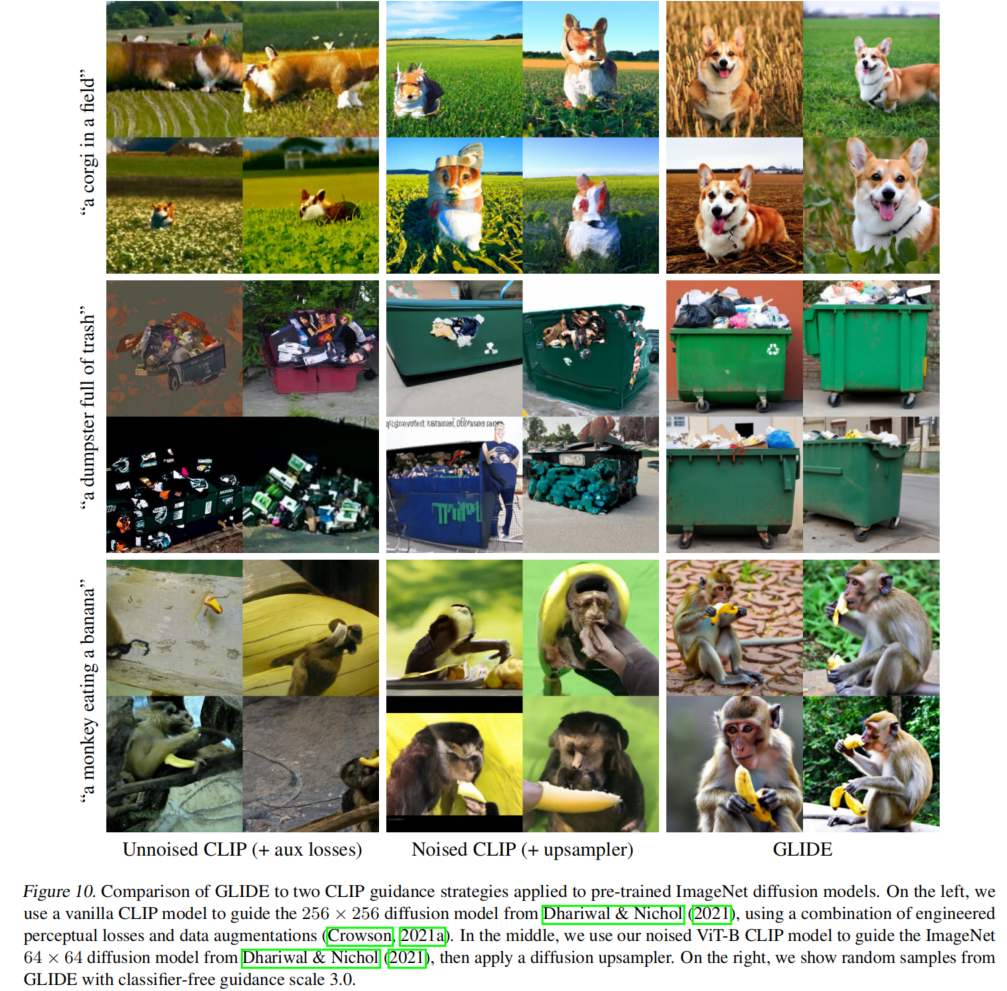 “a corgi in a field”
“a dumpster full of trash”
“a monkey eating a banana”
Unnoised CLIP (+ aux losses)
Noised CLIP (+ upsampler)
GLIDE
Figure 10. Comparison of GLIDE to two CLIP guidance strategies applied to pre-trained ImageNet diffusion models. On the left, we
use a vanilla CLIP model to guide the 256 × 256 diffusion model from Dhariwal & Nichol (2021), using a combination of engineered
perceptual losses and data augmentations (Crowson, 2021a). In the middle, we use our noised ViT-B CLIP model to guide the ImageNet
64 × 64 diffusion model from Dhariwal & Nichol (2021), then apply a diffusion upsampler. On the right, we show random samples from
GLIDE with classifier-free guidance scale 3.0.